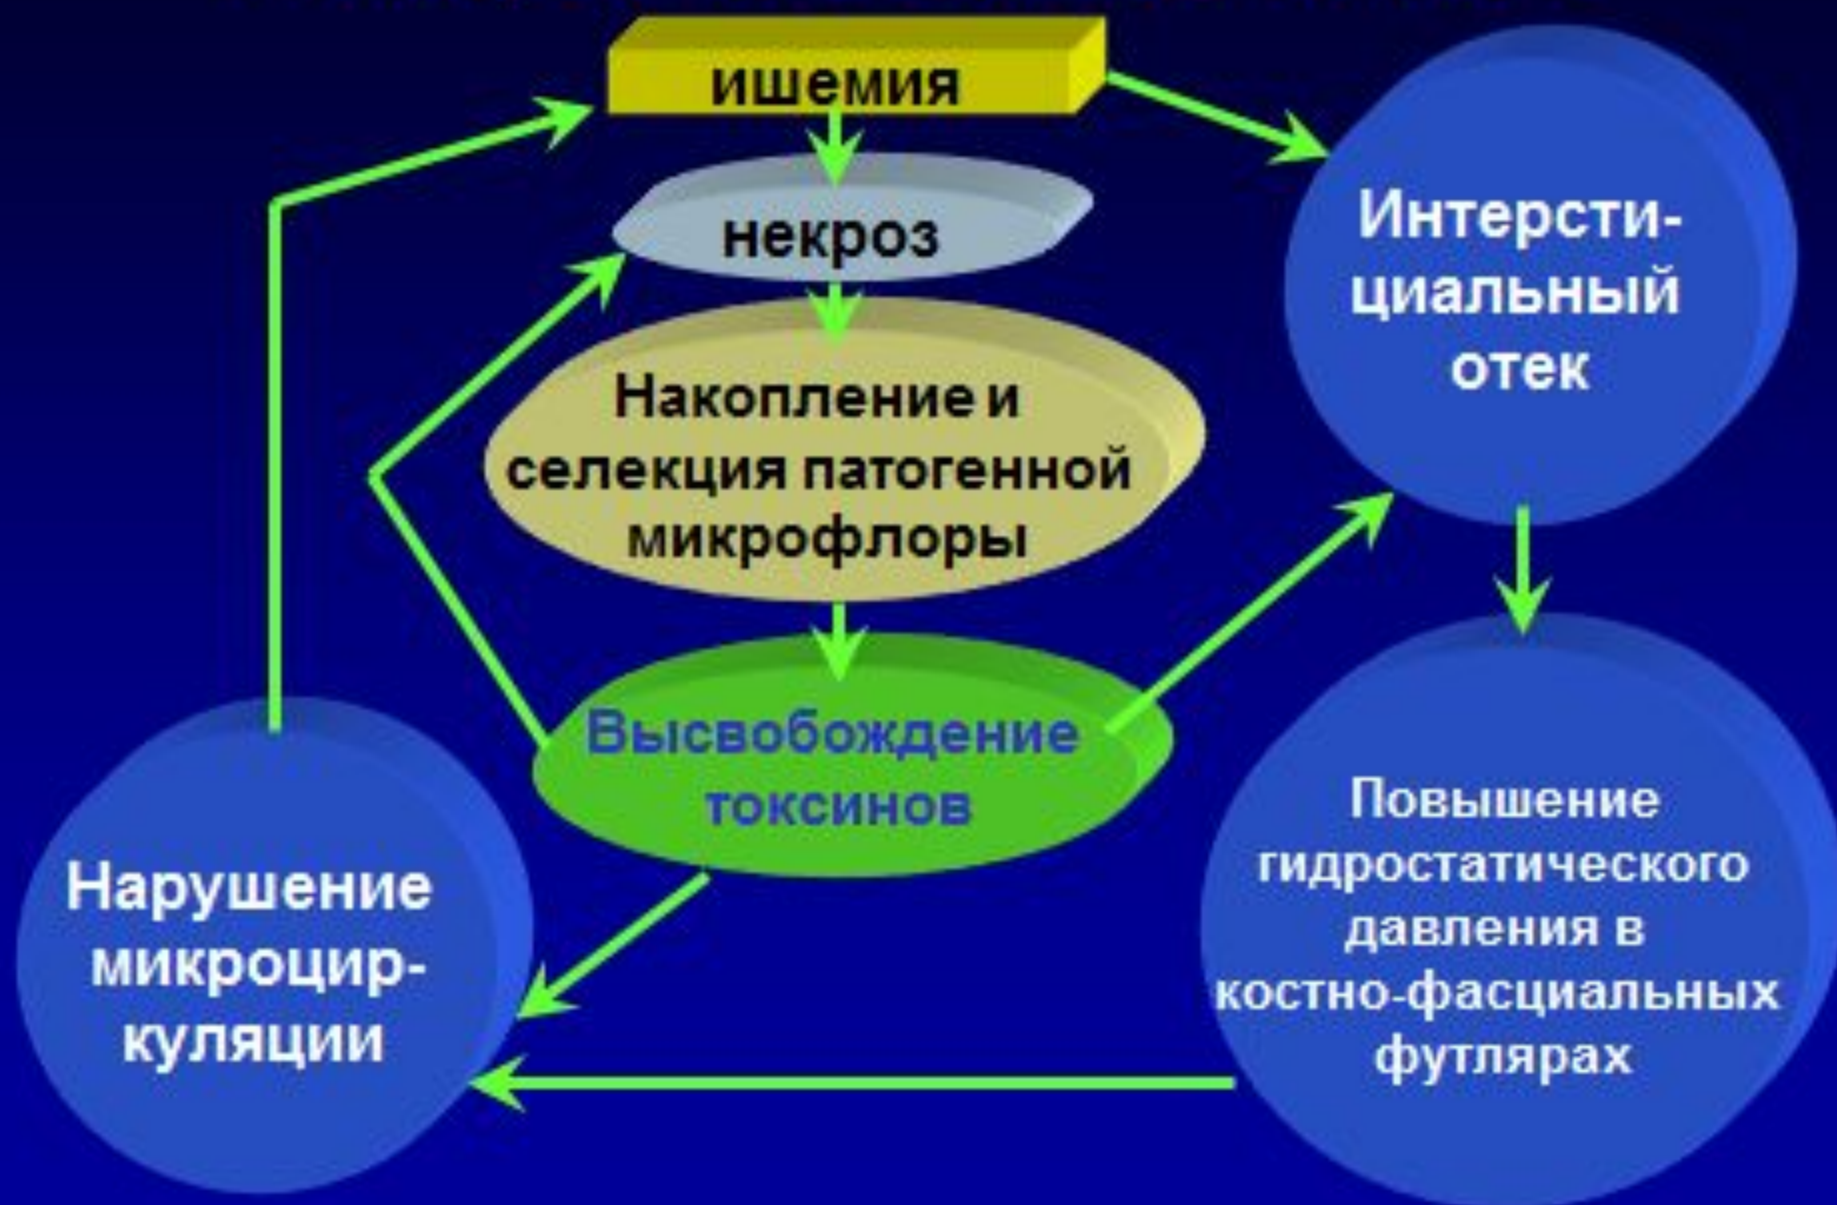 ишемия
некроз
Накопление и
селекция патогенной
микрофлоры
Высвобождение
токсинов
Интерсти-
циальный
отек
Повышение
гидростатического
давления в
костно-фасциальных
футлярах
Нарушение
микроцир-
куляции